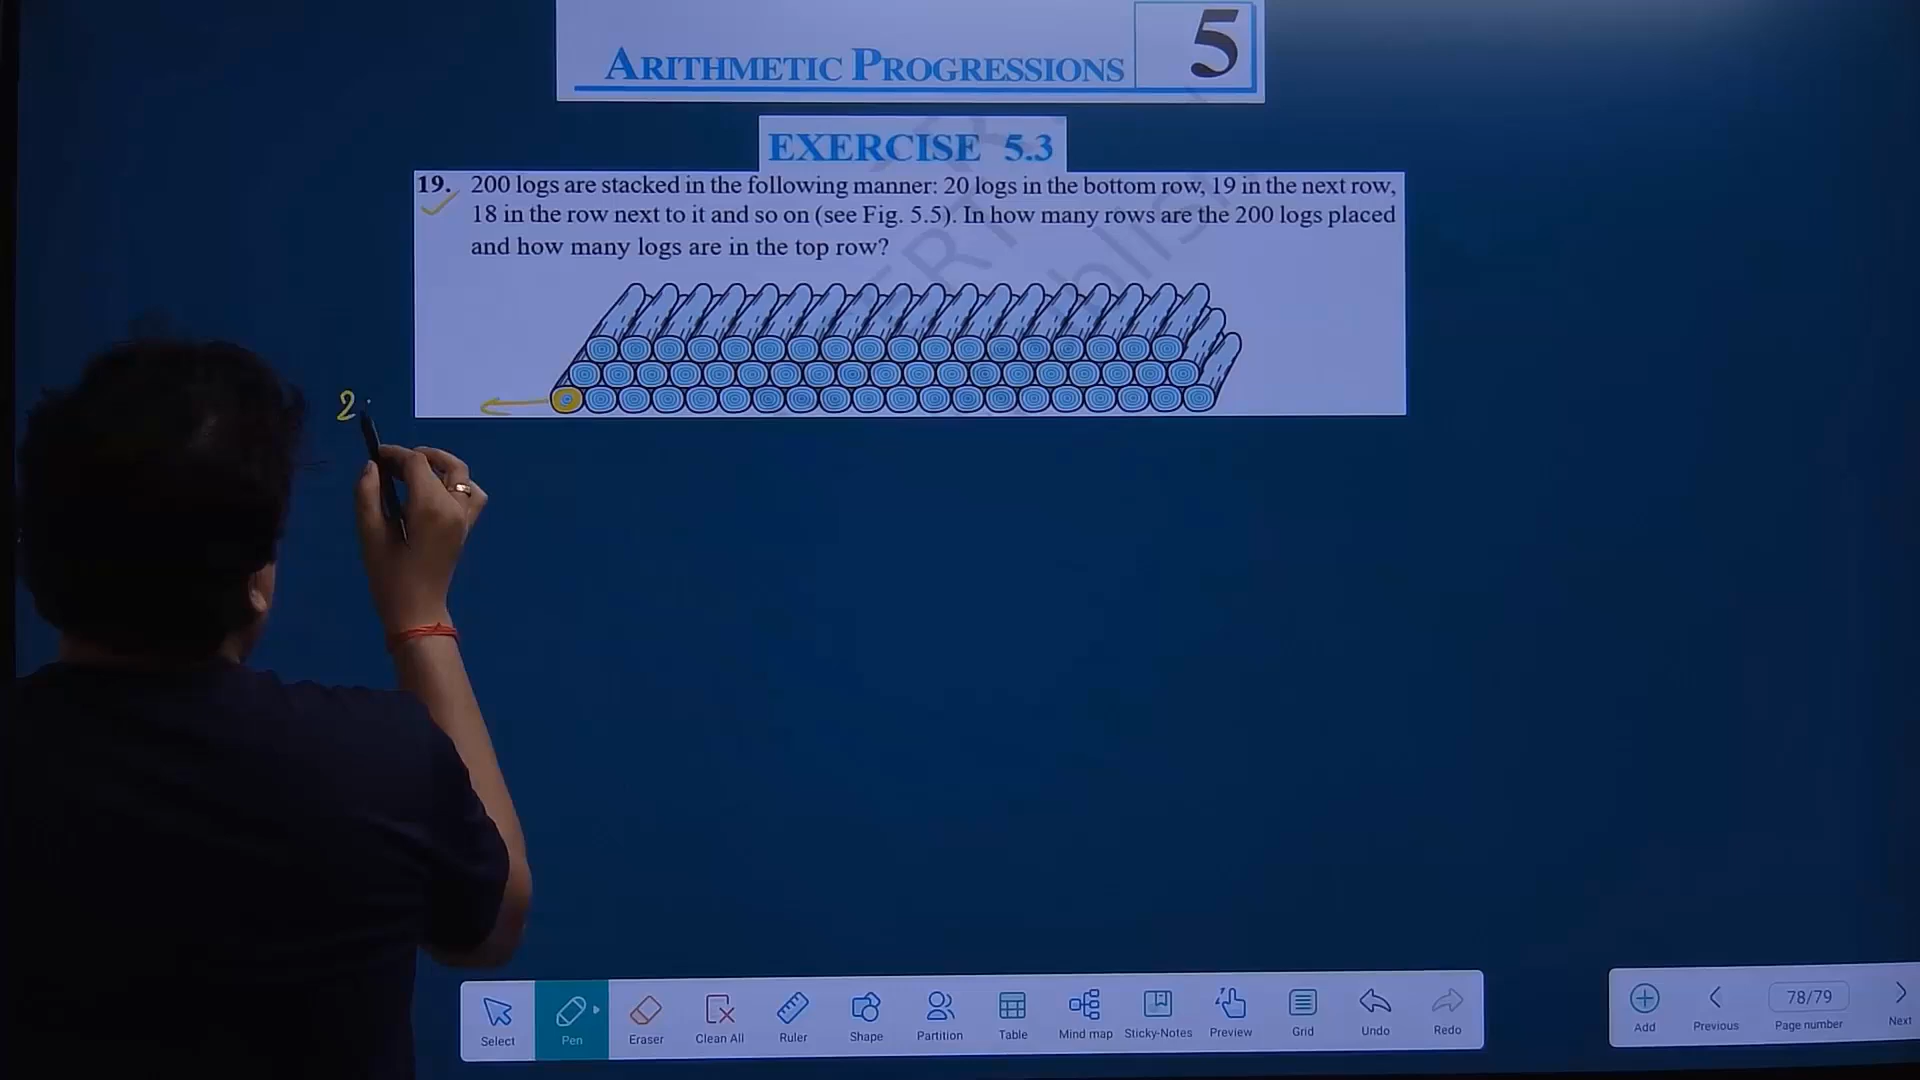 ARITHMETIC PROGRESSIONS 5
EXERCISE 5.3
19. 200 logs are stacked in the following manner: 20 logs in the bottom row, 19 in the next row,
18 in the row next to it and so on (see Fig. 5.5). In how many rows are the 200 logs placed
and how many logs are in the top row?
2
Select Pen Eraser Clean All Ruler Shape Partition Table Mind map Sticky-Notes Preview Grid Undo Redo
Add Previous 78/79 Page number Next